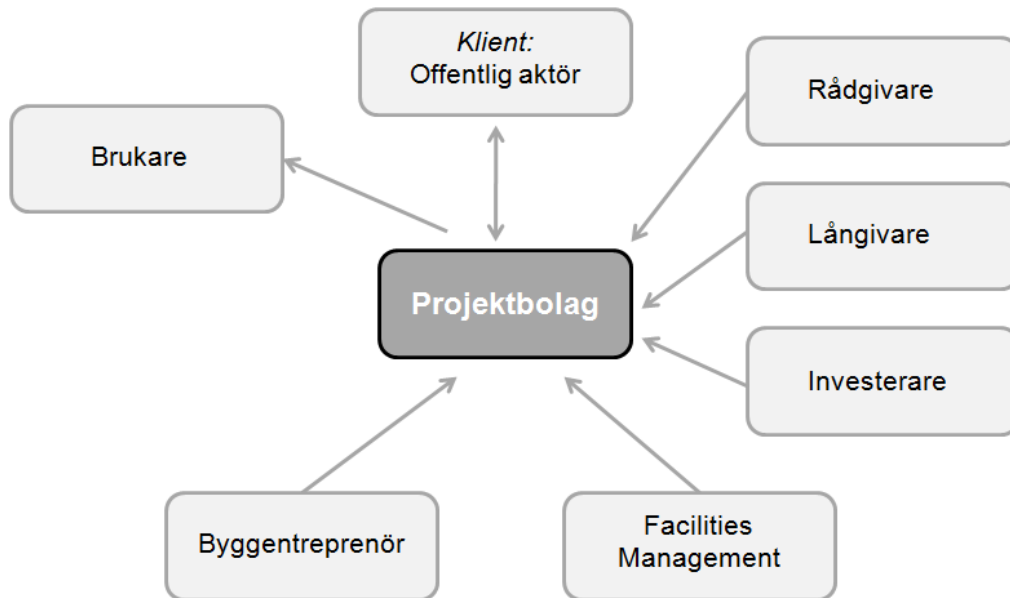 Klient:
Offentlig aktör
Rådgivare
Brukare
Långivare
Projektbolag
Investerare
Byggentreprenör
Facilities
Management